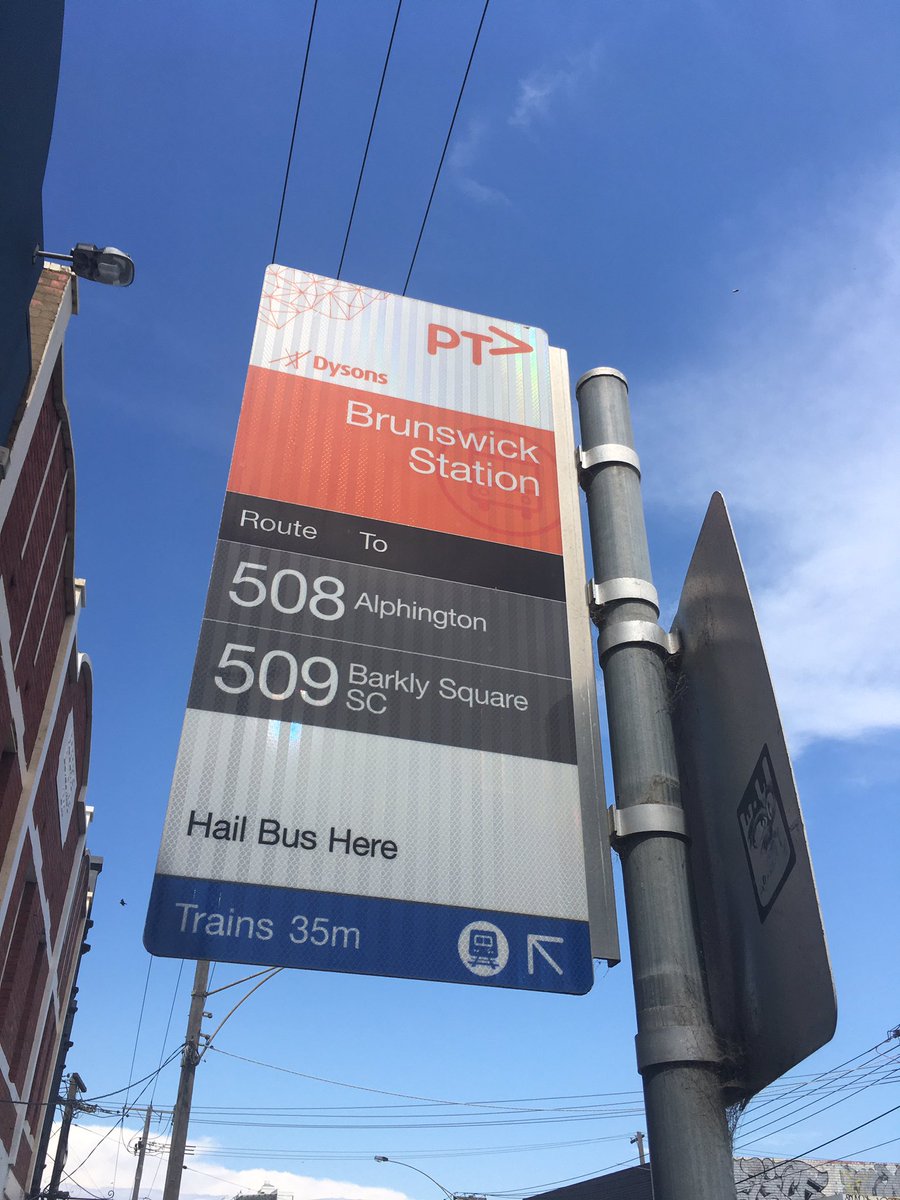 PT>
Dysons
Brunswick
Station
Route To
508 Alphington
509 Barkly Square
SC
Hail Bus Here
Trains 35m